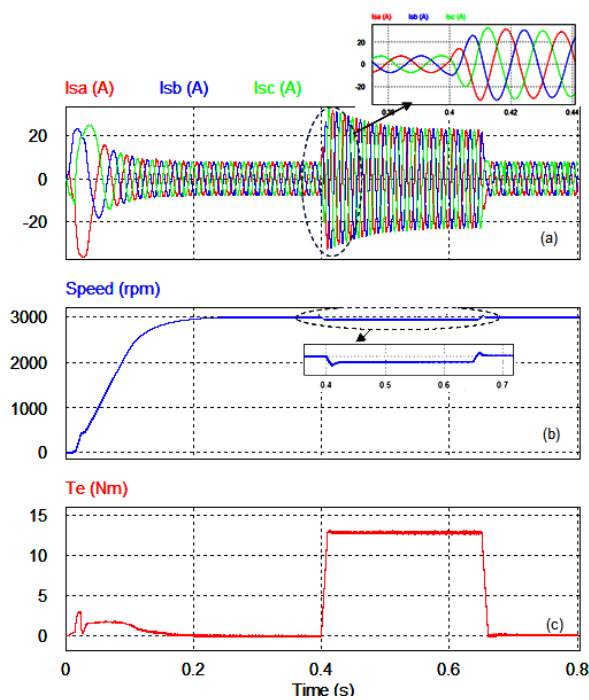 Isa (A) Isb (A) Isc (A)
20
0
-20
0.38 0.4 0.42 0.44
Isa (A) Isb (A) Isc (A)
20
0
-20
(a)
Speed (rpm)
3000
2000
1000
0
0.4 0.5 0.6 0.7
(b)
Te (Nm)
15
10
5
0
(c)
0 0.2 0.4 0.6 0.8
Time (s)